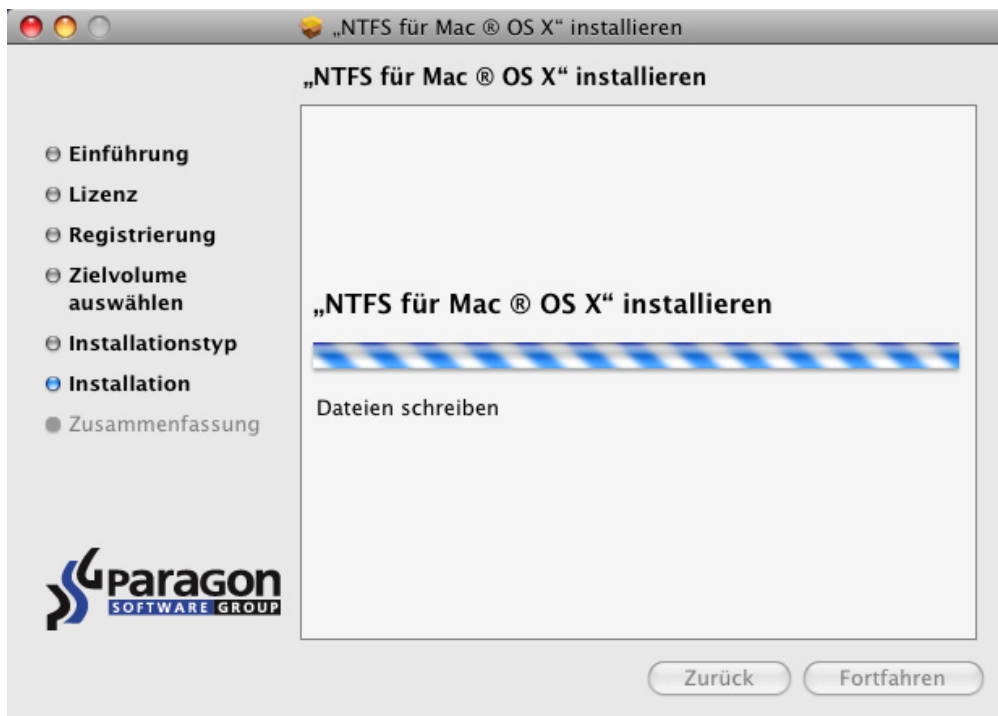 „NTFS für Mac ® OS X“ installieren
„NTFS für Mac ® OS X“ installieren
Einführung
Lizenz
Registrierung
Zielvolume
auswählen
Installationstyp
Installation
Zusammenfassung
„NTFS für Mac ® OS X“ installieren
Dateien schreiben
Paragon
SOFTWARE GROUP
Zurück
Fortfahren